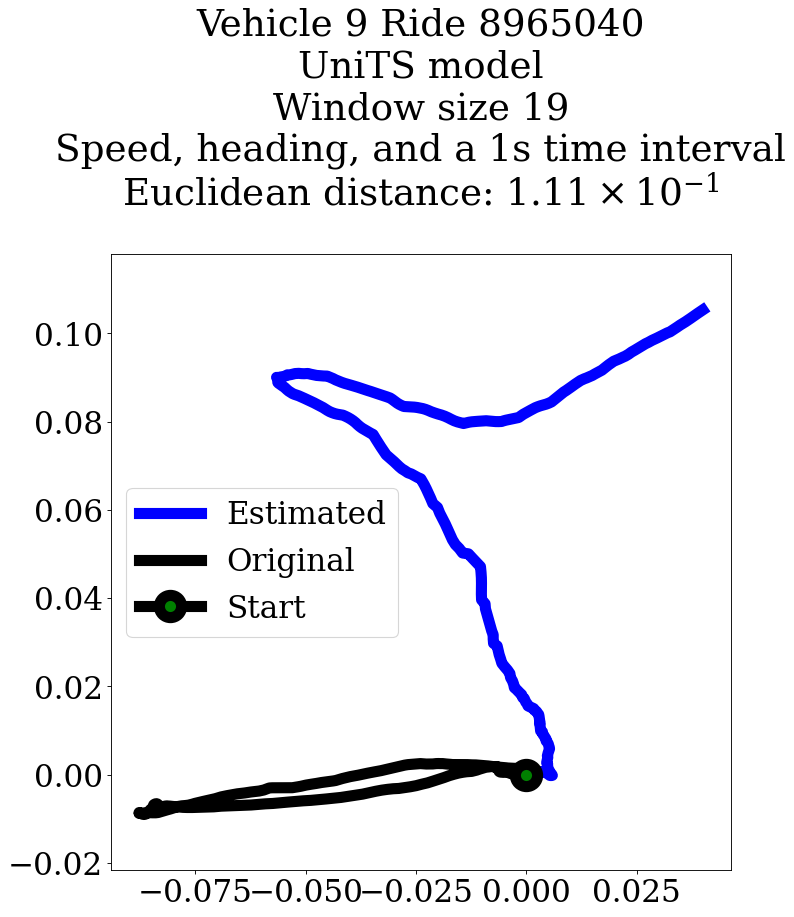 Vehicle 9 Ride 8965040
UniTS model
Window size 19
Speed, heading, and a 1s time interval
Euclidean distance: 1.11 × 10⁻¹
0.10
0.08
0.06
0.04
0.02
0.00
−0.02
Estimated
Original
Start
−0.075 −0.050 −0.025 0.000 0.025